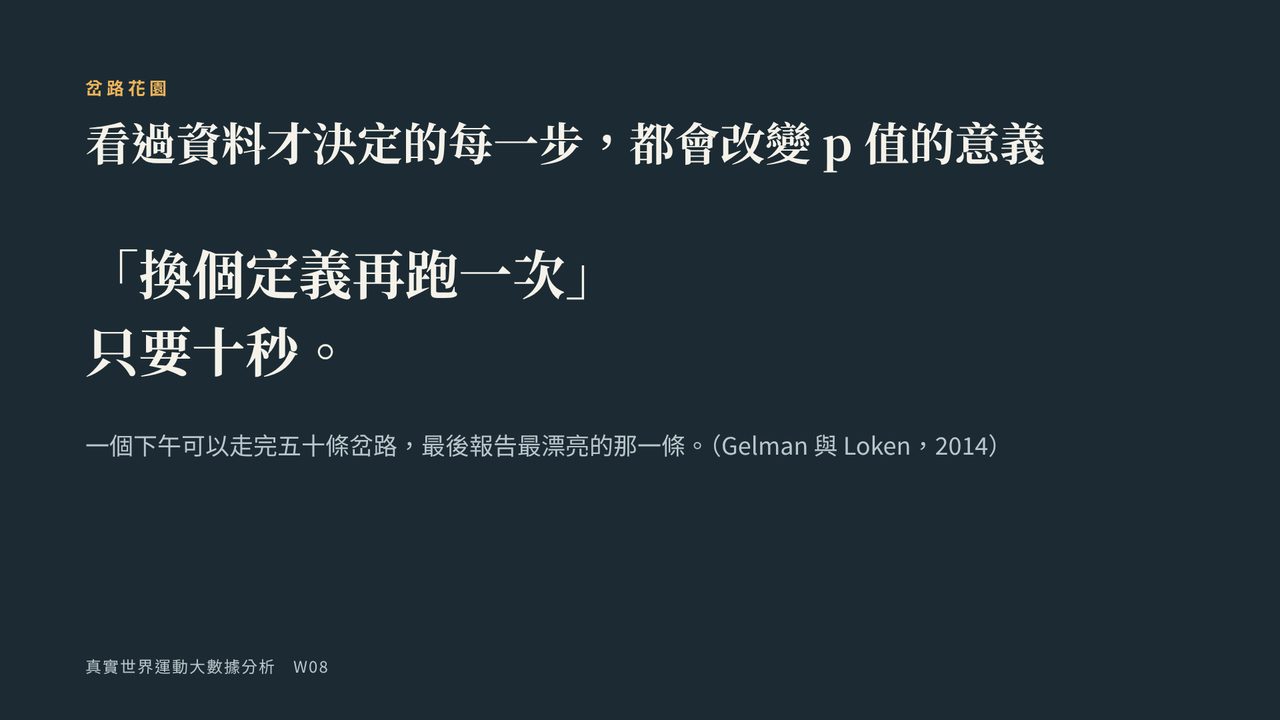 岔路花園
看過資料才決定的每一步，都會改變 p 值的意義
「換個定義再跑一次」
只要十秒。
一個下午可以走完五十條岔路，最後報告最漂亮的那一條。（Gelman 與 Loken，2014）
真實世界運動大數據分析　W08